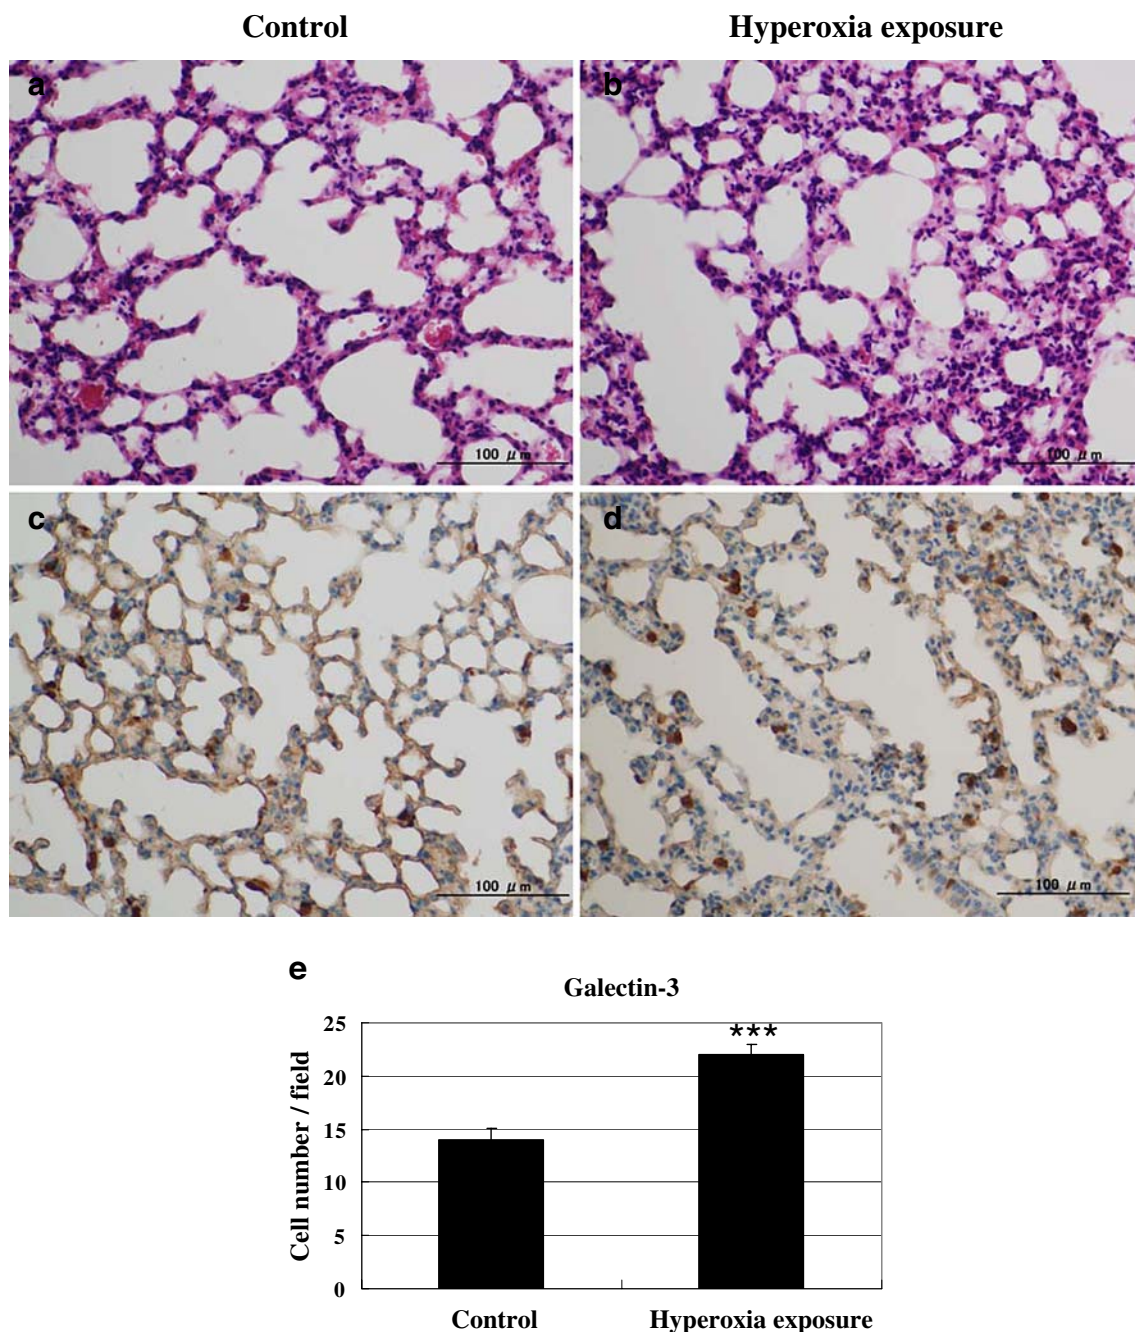 Control
Hyperoxia exposure
a
b
100 μm
100 μm
c
d
100 μm
100 μm
e
Galectin-3
***
25
20
15
10
5
0
Cell number / field
Control
Hyperoxia exposure